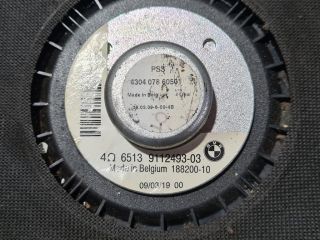 PSS 7
6304 078 60501
Made in Belgium
4Ω 6513 9112493-03
Made in Belgium 188200-10
09/03/19 00